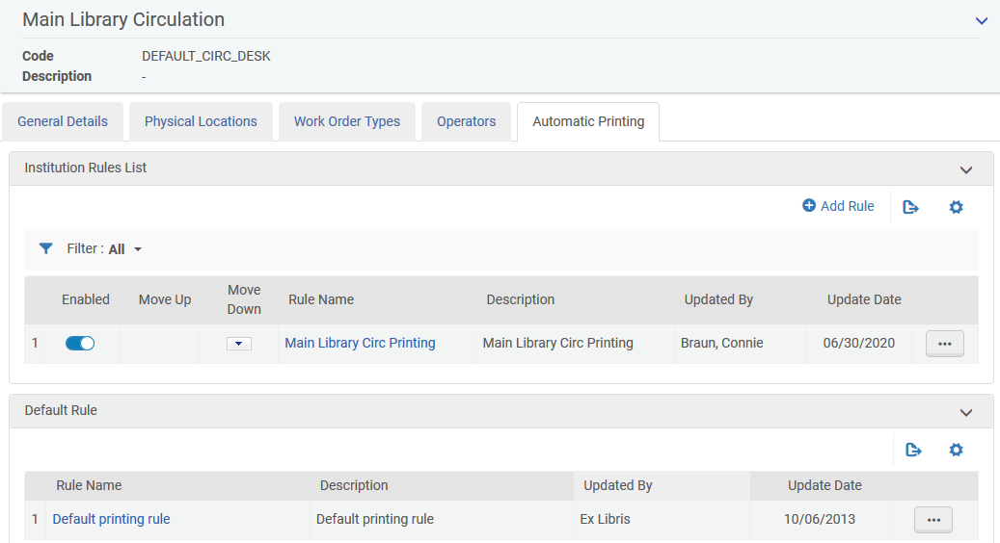 Main Library Circulation
Code DEFAULT_CIRC_DESK
Description -
General Details Physical Locations Work Order Types Operators Automatic Printing
Institution Rules List
Add Rule
Filter : All
Enabled Move Up Move Down Rule Name Description Updated By Update Date
1 Main Library Circ Printing Main Library Circ Printing Braun, Connie 06/30/2020 ...
Default Rule
Rule Name Description Updated By Update Date
1 Default printing rule Default printing rule Ex Libris 10/06/2013 ...